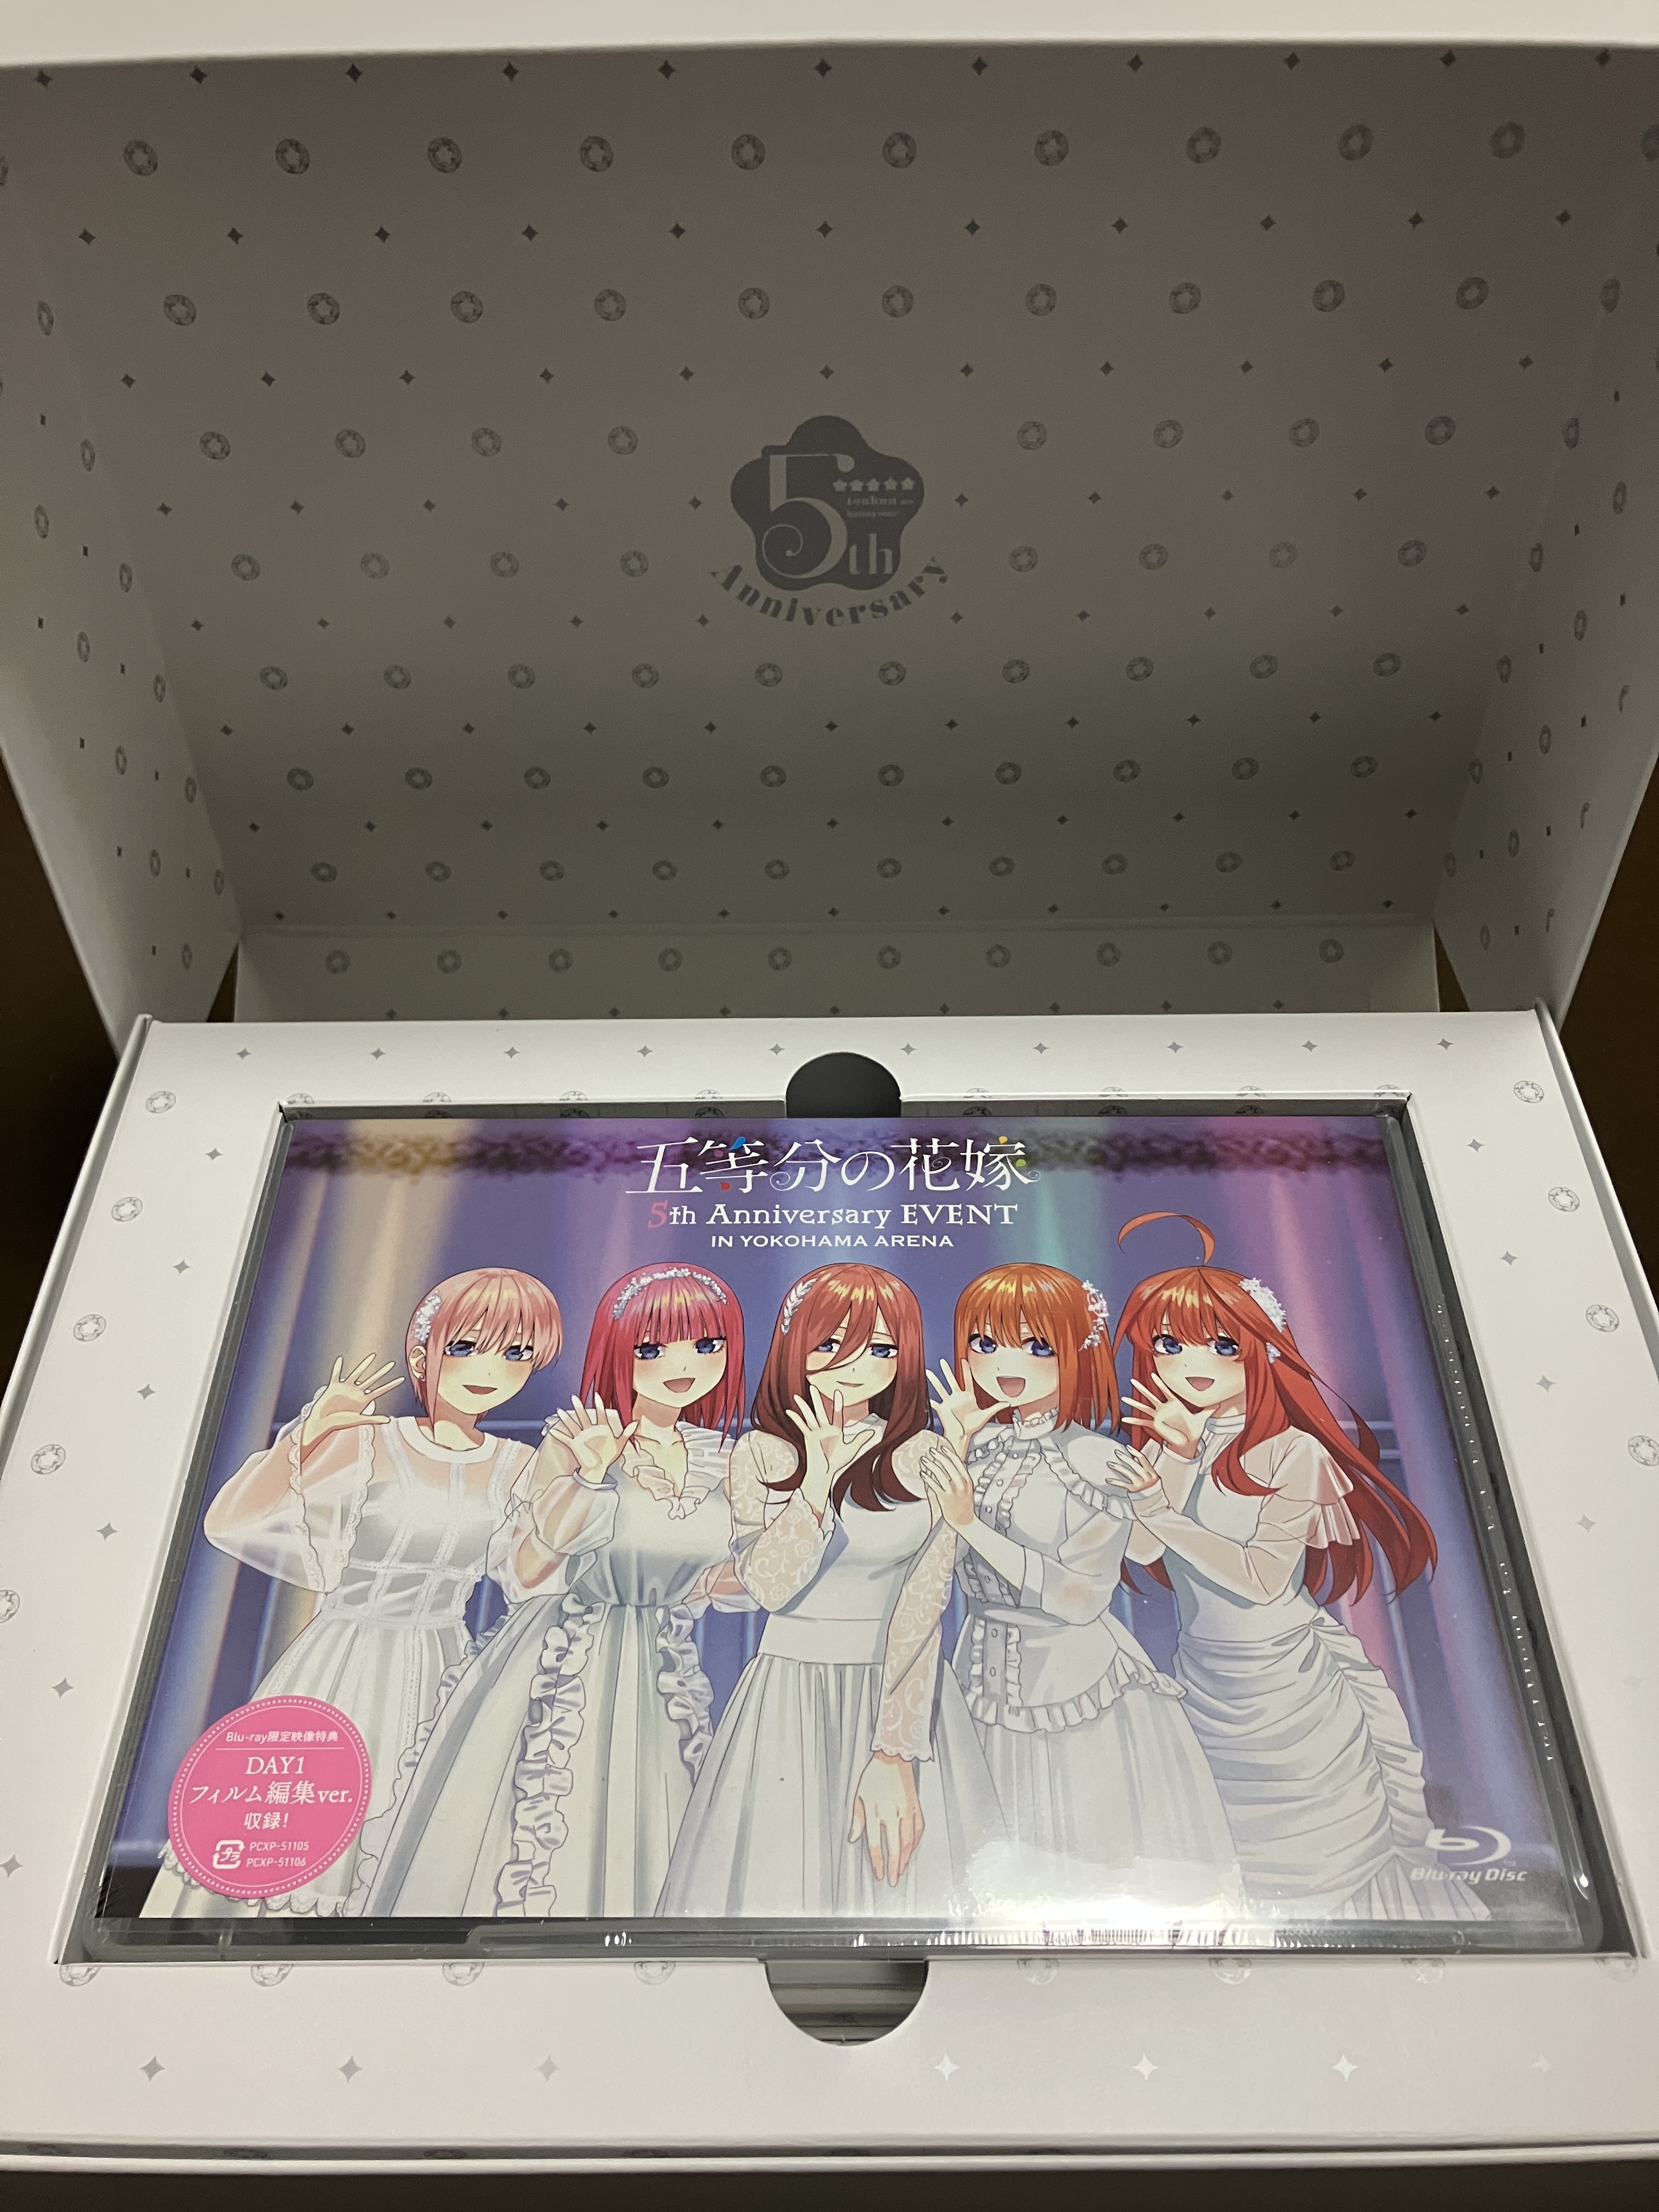 5th
Anniversary
五等分の花嫁
5th Anniversary EVENT
IN YOKOHAMA ARENA
Blu-ray限定映像特典
DAY1
フィルム編集ver.
収録!
プラ
PCXP-51105
PCXP-51106
Blu-ray Disc